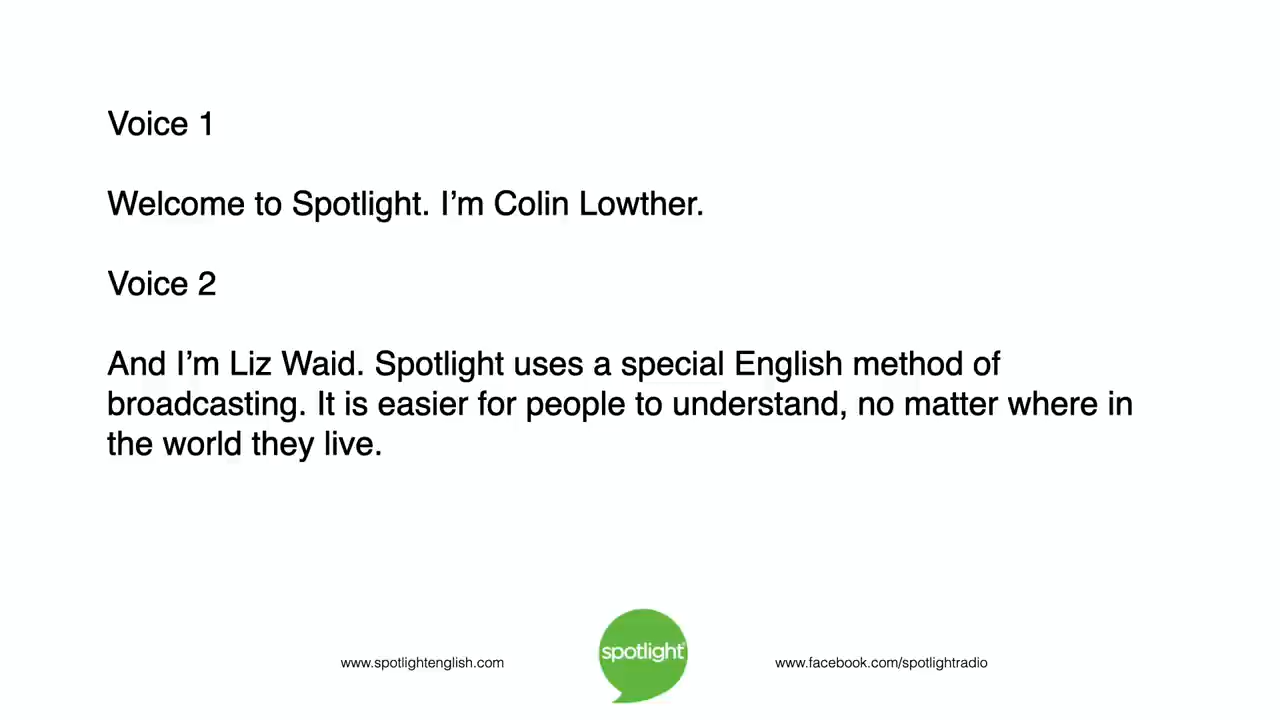 Voice 1
Welcome to Spotlight. I’m Colin Lowther.
Voice 2
And I’m Liz Waid. Spotlight uses a special English method of
broadcasting. It is easier for people to understand, no matter where in
the world they live.
www.spotlightenglish.com
spotlight
www.facebook.com/spotlightradio